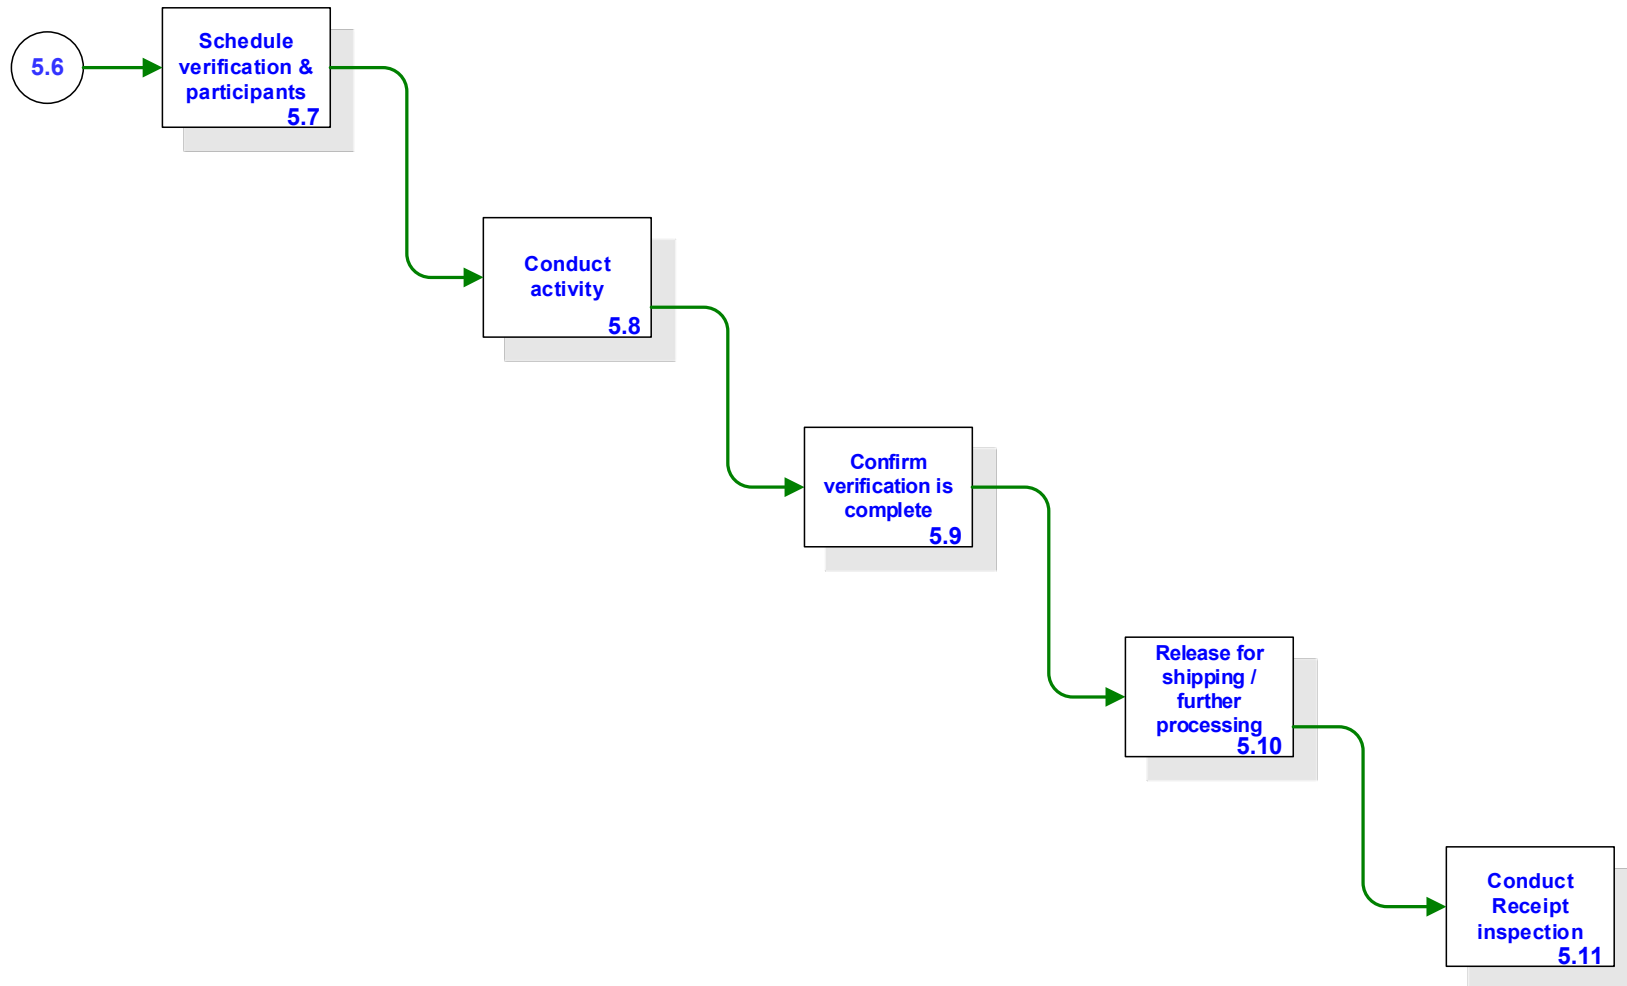 5.6
Schedule
verification &
participants
5.7
Conduct
activity
5.8
Confirm
verification is
complete
5.9
Release for
shipping /
further
processing
5.10
Conduct
Receipt
inspection
5.11